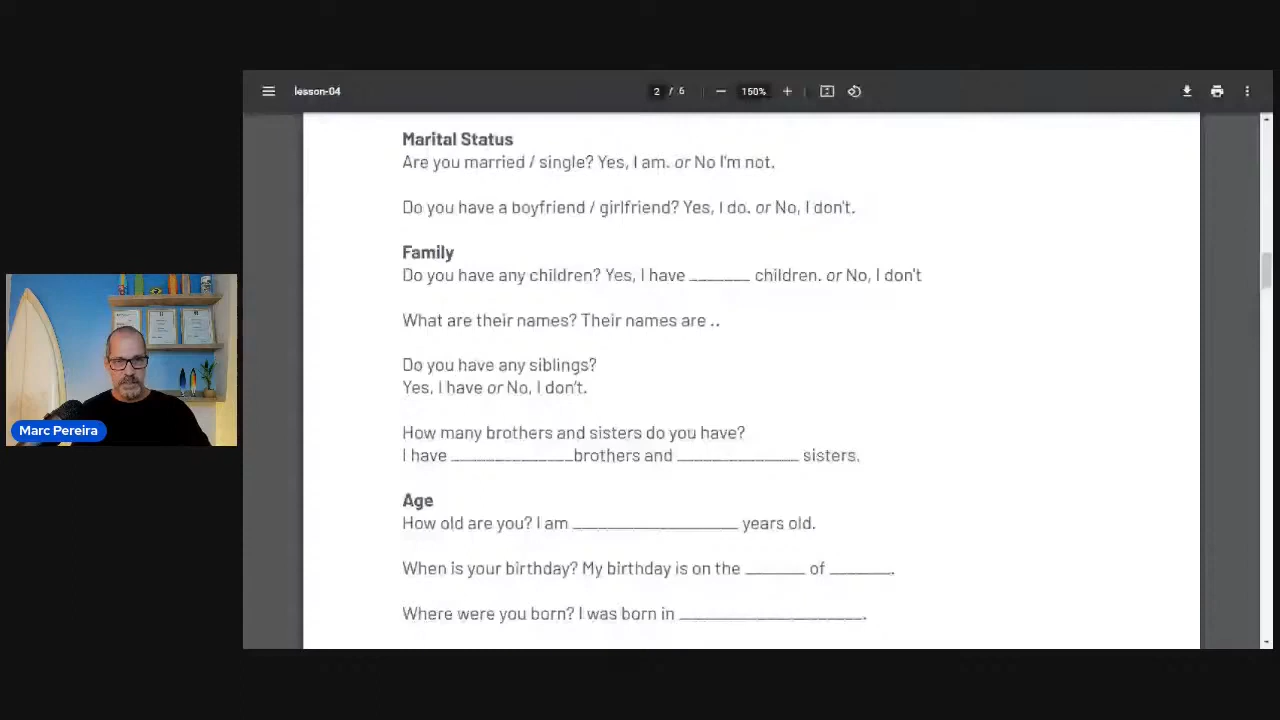 lesson-04
2 / 6
150%
Marital Status
Are you married / single? Yes, I am. or No I'm not.
Do you have a boyfriend / girlfriend? Yes, I do. or No, I don't.
Family
Do you have any children? Yes, I have _______ children. or No, I don't
What are their names? Their names are ..
Do you have any siblings?
Yes, I have or No, I don't.
How many brothers and sisters do you have?
I have ______________brothers and ______________ sisters.
Age
How old are you? I am ___________________ years old.
When is your birthday? My birthday is on the _______ of _______.
Where were you born? I was born in _____________________.
Marc Pereira